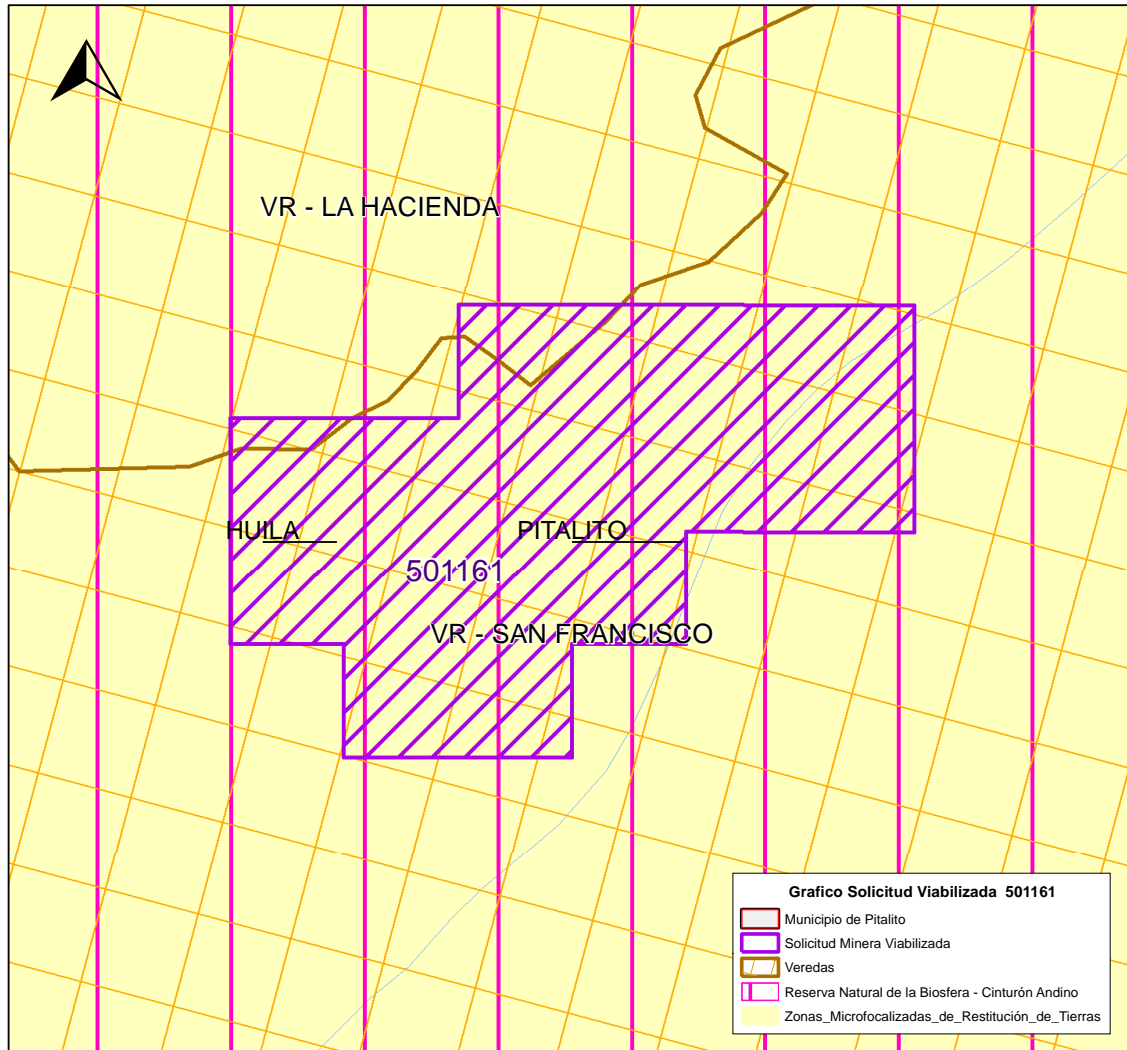 VR - LA HACIENDA
HUILA
PITALITO
501161
VR - SAN FRANCISCO
Grafico Solicitud Viabilizada 501161
Municipio de Pitalito
Solicitud Minera Viabilizada
Veredas
Reserva Natural de la Biosfera - Cinturón Andino
Zonas_Microfocalizadas_de_Restitución_de_Tierras